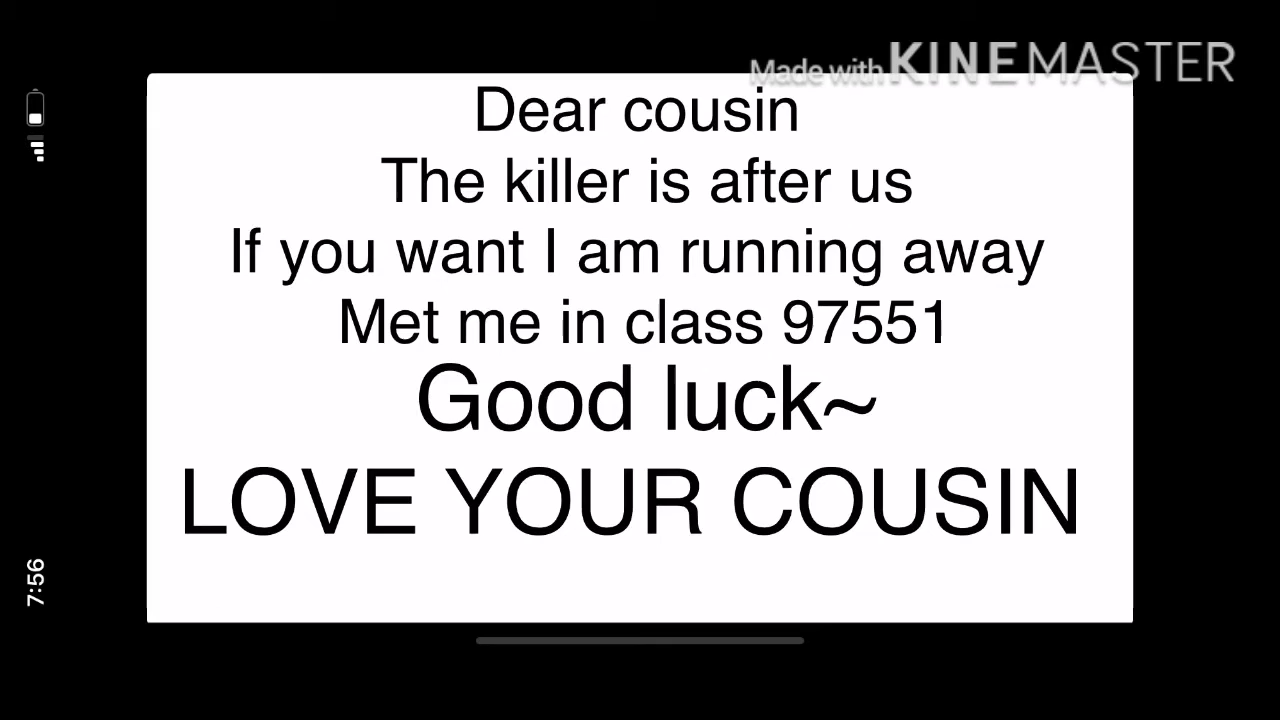 Made with KINEMASTER
Dear cousin
The killer is after us
If you want I am running away
Met me in class 97551
Good luck~
LOVE YOUR COUSIN
7:56